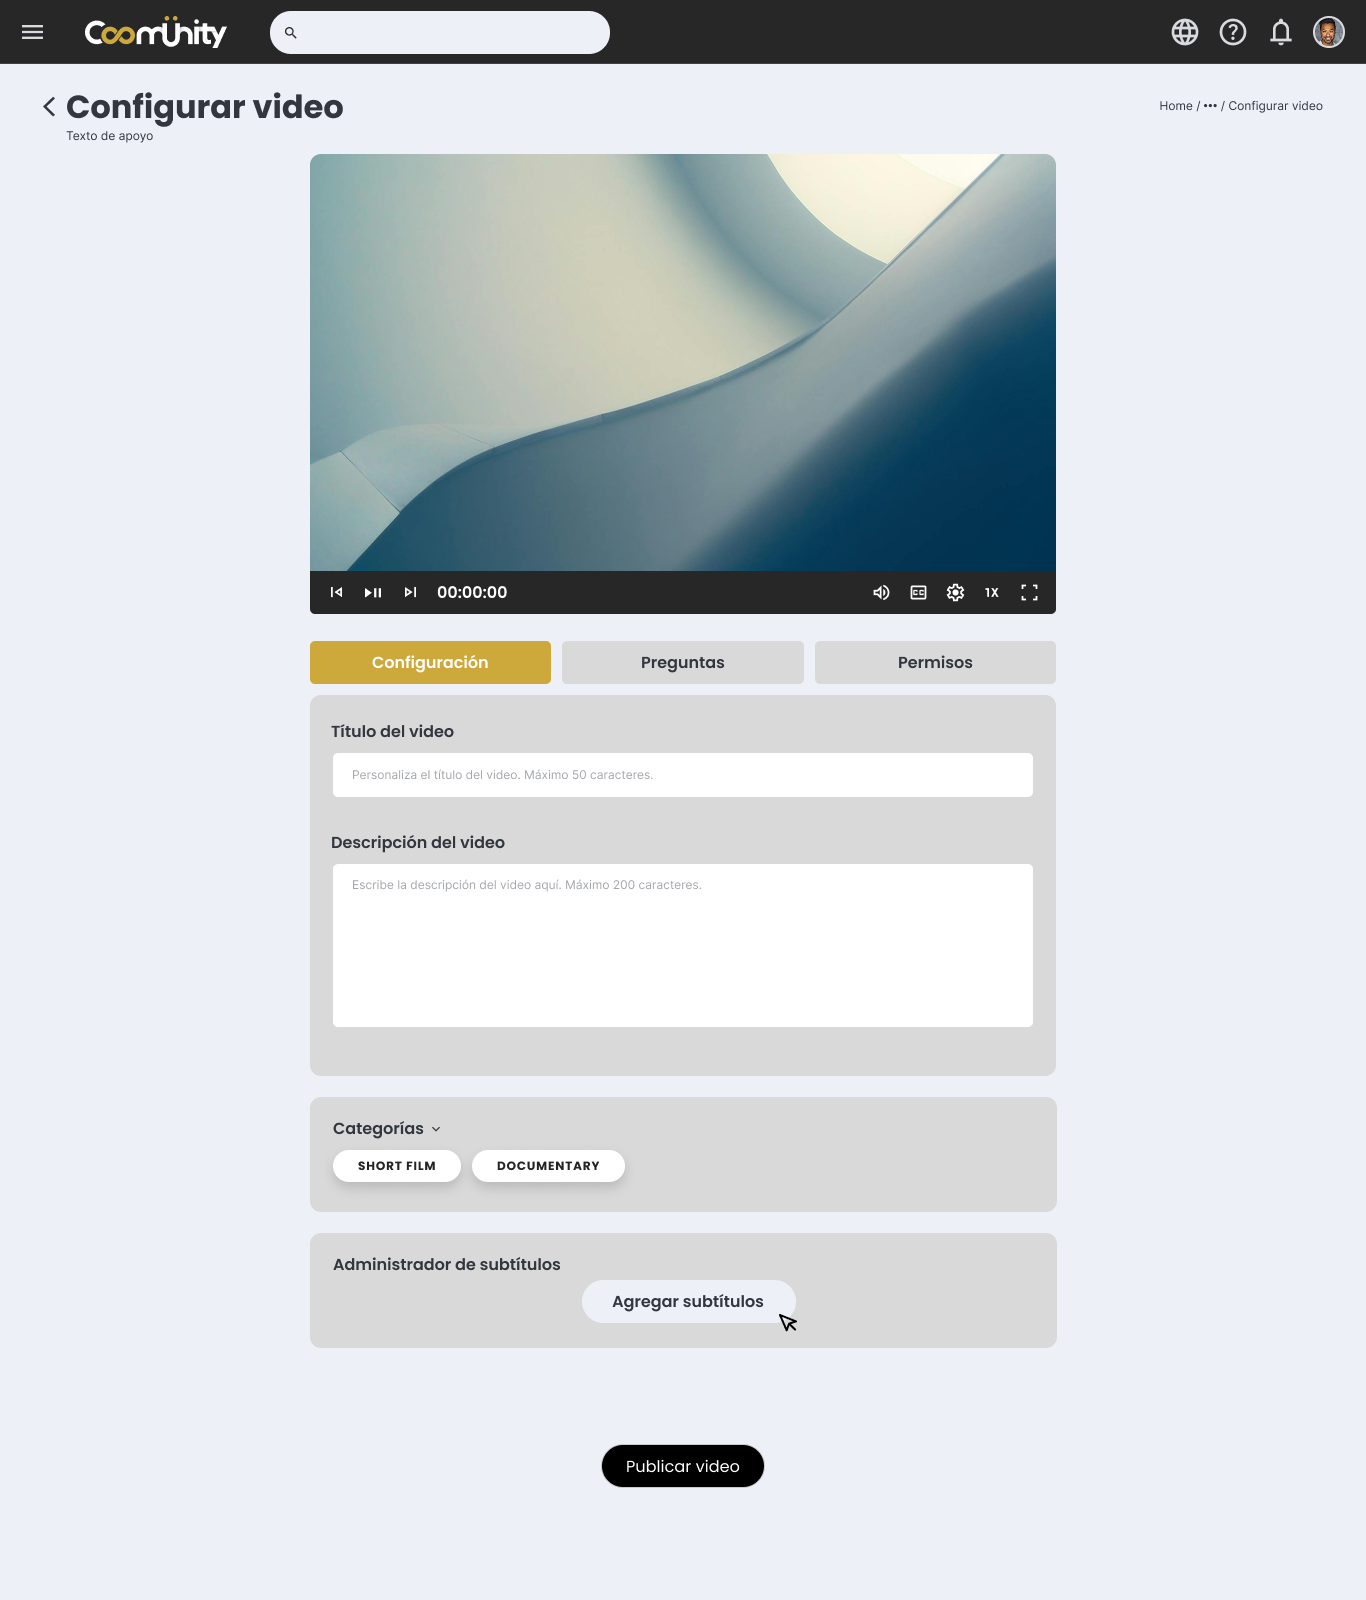 Coomünity
Configurar video
Home / ••• / Configurar video
Texto de apoyo
00:00:00
CC
1X
Configuración
Preguntas
Permisos
Título del video
Personaliza el título del video. Máximo 50 caracteres.
Descripción del video
Escribe la descripción del video aquí. Máximo 200 caracteres.
Categorías
SHORT FILM
DOCUMENTARY
Administrador de subtítulos
Agregar subtítulos
Publicar video